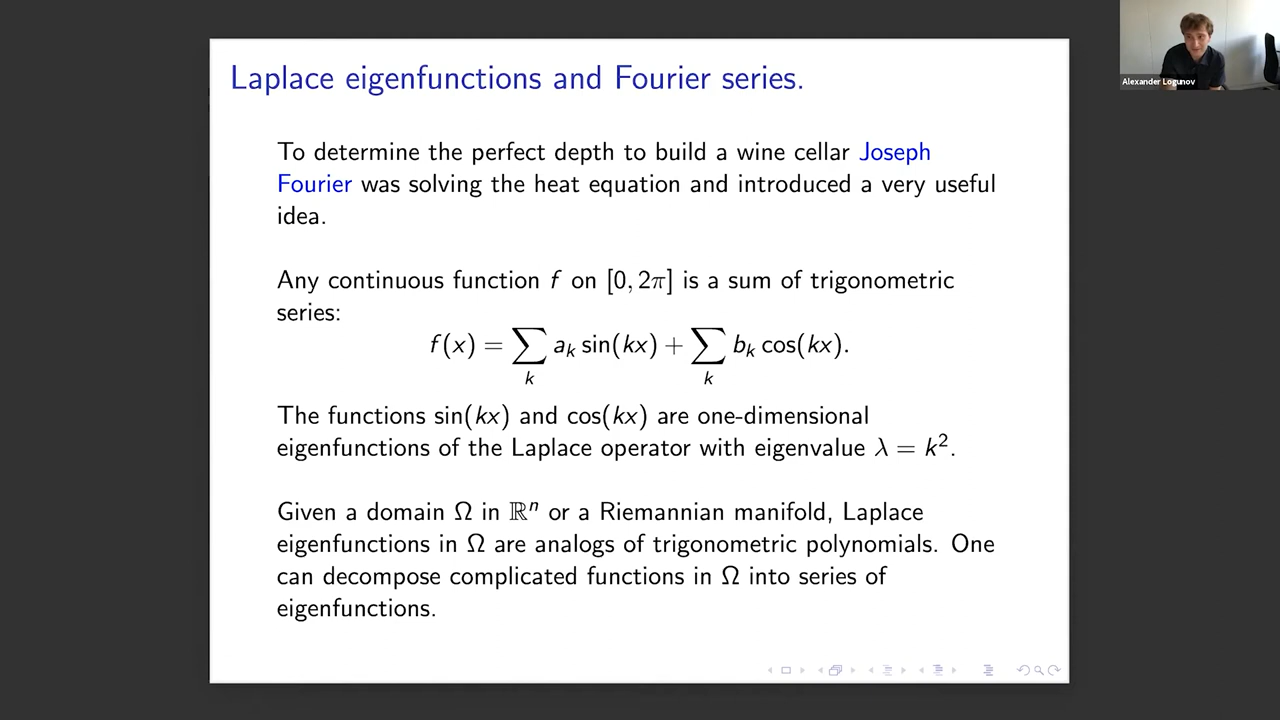 Laplace eigenfunctions and Fourier series.
To determine the perfect depth to build a wine cellar Joseph
Fourier was solving the heat equation and introduced a very useful
idea.
Any continuous function f on [0, 2π] is a sum of trigonometric
series:
f(x) = ∑_k a_k sin(kx) + ∑_k b_k cos(kx).
The functions sin(kx) and cos(kx) are one-dimensional
eigenfunctions of the Laplace operator with eigenvalue λ = k².
Given a domain Ω in ℝⁿ or a Riemannian manifold, Laplace
eigenfunctions in Ω are analogs of trigonometric polynomials. One
can decompose complicated functions in Ω into series of
eigenfunctions.
Alexander Logunov